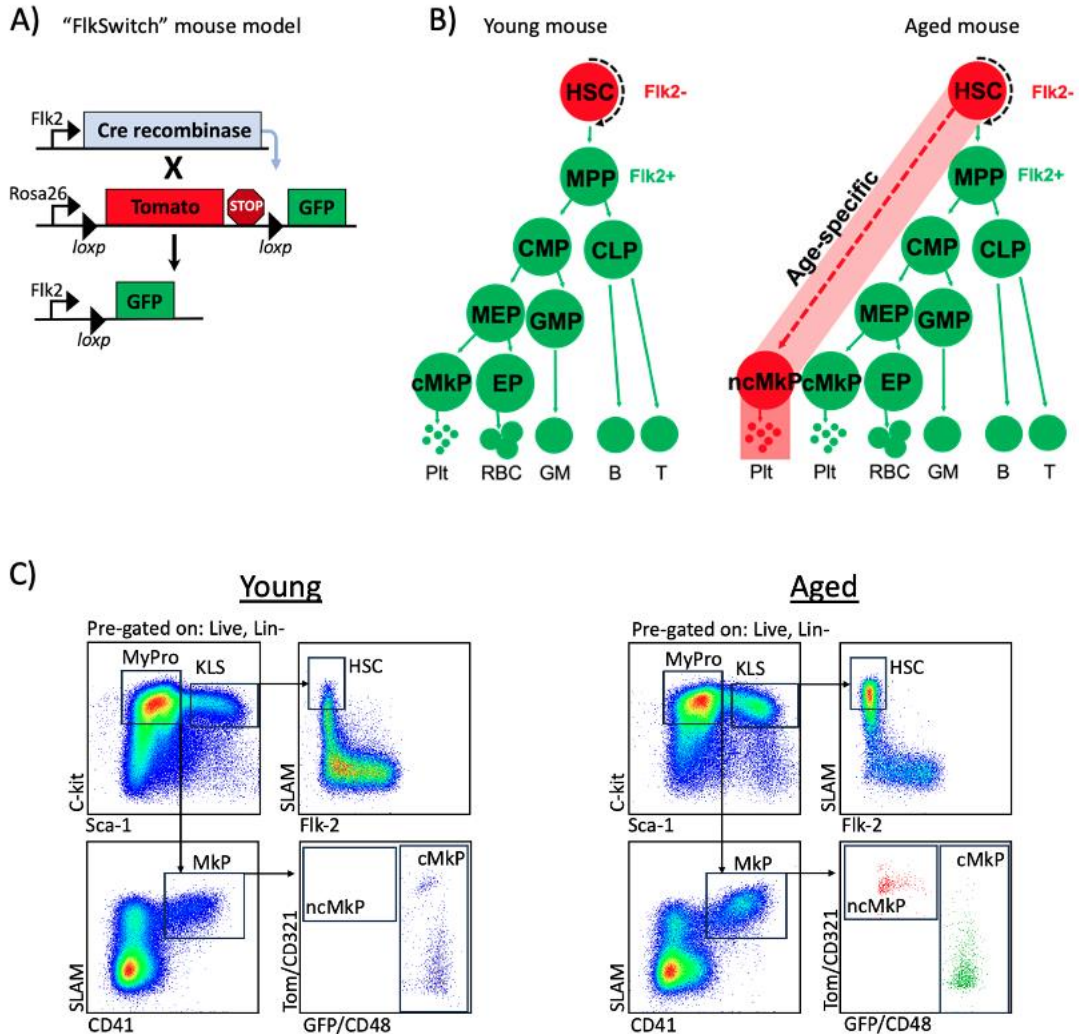 A) "FlkSwitch" mouse model
Flk2
Cre recombinase
X
Rosa26
Tomato
STOP
GFP
loxp
loxp
Flk2
GFP
loxp
B)
Young mouse
HSC
Flk2-
MPP
Flk2+
CMP
CLP
MEP
GMP
cMkP
EP
Plt
RBC
GM
B
T
Aged mouse
HSC
Flk2-
Age-specific
MPP
Flk2+
CMP
CLP
MEP
GMP
ncMkP
cMkP
EP
Plt
Plt
RBC
GM
B
T
C)
Young
Pre-gated on: Live, Lin-
MyPro
KLS
HSC
C-kit
Sca-1
SLAM
Flk-2
MkP
cMkP
ncMkP
SLAM
CD41
Tom/CD321
GFP/CD48
Aged
Pre-gated on: Live, Lin-
MyPro
KLS
HSC
C-kit
Sca-1
SLAM
Flk-2
MkP
cMkP
ncMkP
SLAM
CD41
Tom/CD321
GFP/CD48